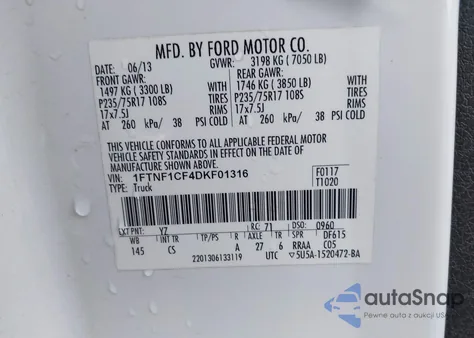 MFD. BY FORD MOTOR CO.
DATE: 06/13 GVWR: 3198 KG (7050 LB)
FRONT GAWR: REAR GAWR:
1497 KG (3300 LB) WITH 1746 KG (3850 LB) WITH
P235/75R17 108S TIRES P235/75R17 108S TIRES
17x7.5J RIMS 17x7.5J RIMS
AT 260 kPa/ 38 PSI COLD AT 260 kPa/ 38 PSI COLD
THIS VEHICLE CONFORMS TO ALL APPLICABLE FEDERAL MOTOR
VEHICLE SAFETY STANDARDS IN EFFECT ON THE DATE OF
MANUFACTURE SHOWN ABOVE.
VIN: 1FTNF1CF4DKF01316 F0117
TYPE: Truck T1020
EXT PNT: YZ RC: 71 DSO: 0960
WB INT TR TP/PS R AXLE TR SPR DF615
145 CS A 27 6 RRAA C05
2201306133119 UTC ▽5U5A-1520472-BA
autoSnap
Pewne auto z aukcji USA